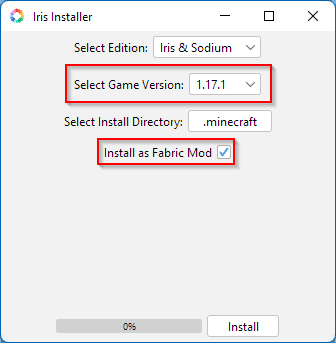 Iris Installer
Select Edition: Iris & Sodium
Select Game Version: 1.17.1
Select Install Directory: .minecraft
Install as Fabric Mod
0% Install